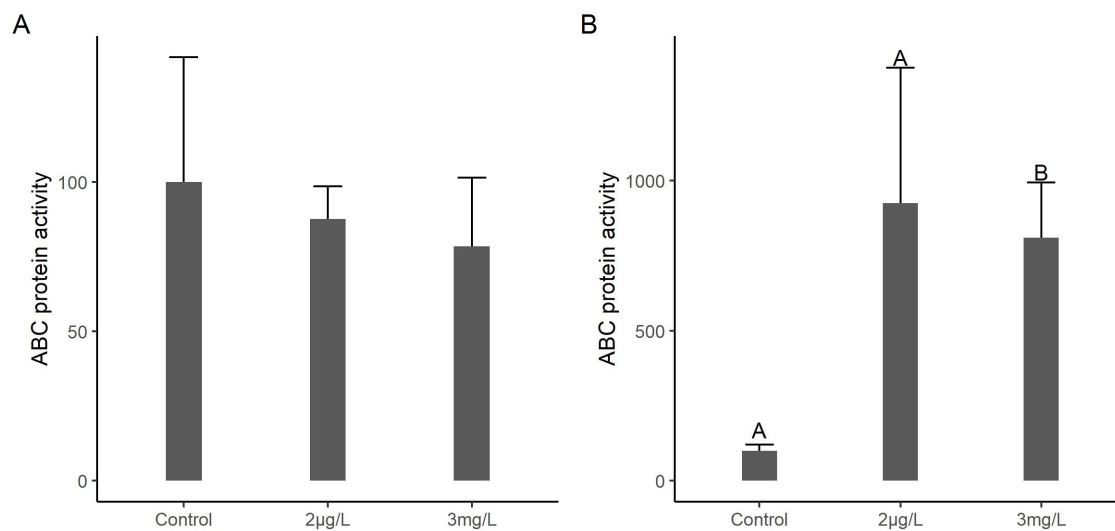 A
ABC protein activity
100
50
0
Control
2µg/L
3mg/L
B
ABC protein activity
1000
500
0
A
A
B
Control
2µg/L
3mg/L